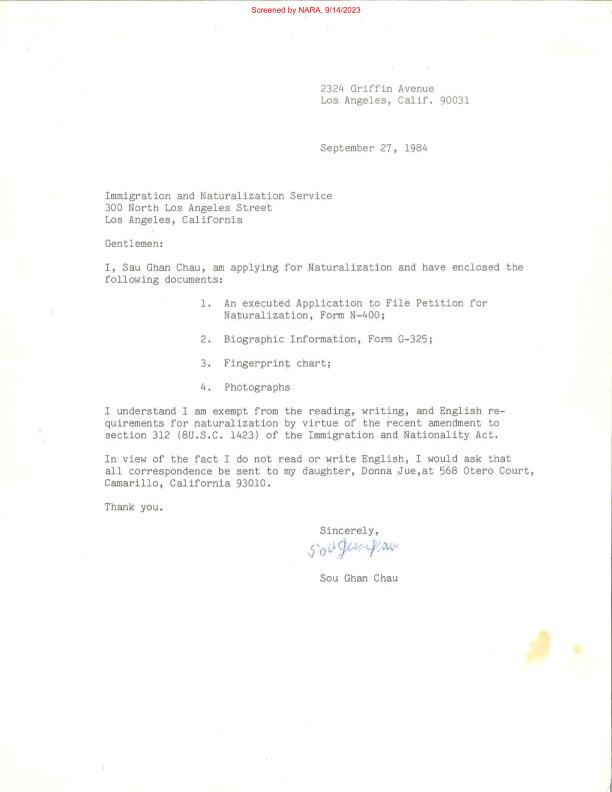 Screened by NARA, 9/14/2023
2324 Griffin Avenue
Los Angeles, Calif. 90031
September 27, 1984
Immigration and Naturalization Service
300 North Los Angeles Street
Los Angeles, California
Gentlemen:
I, Sau Ghan Chau, am applying for Naturalization and have enclosed the
following documents:
1. An executed Application to File Petition for
Naturalization, Form N-400;
2. Biographic Information, Form G-325;
3. Fingerprint chart;
4. Photographs
I understand I am exempt from the reading, writing, and English re-
quirements for naturalization by virtue of the recent amendment to
section 312 (8U.S.C. 1423) of the Immigration and Nationality Act.
In view of the fact I do not read or write English, I would ask that
all correspondence be sent to my daughter, Donna Jue,at 568 Otero Court,
Camarillo, California 93010.
Thank you.
Sincerely,
Sou Ghan Chau